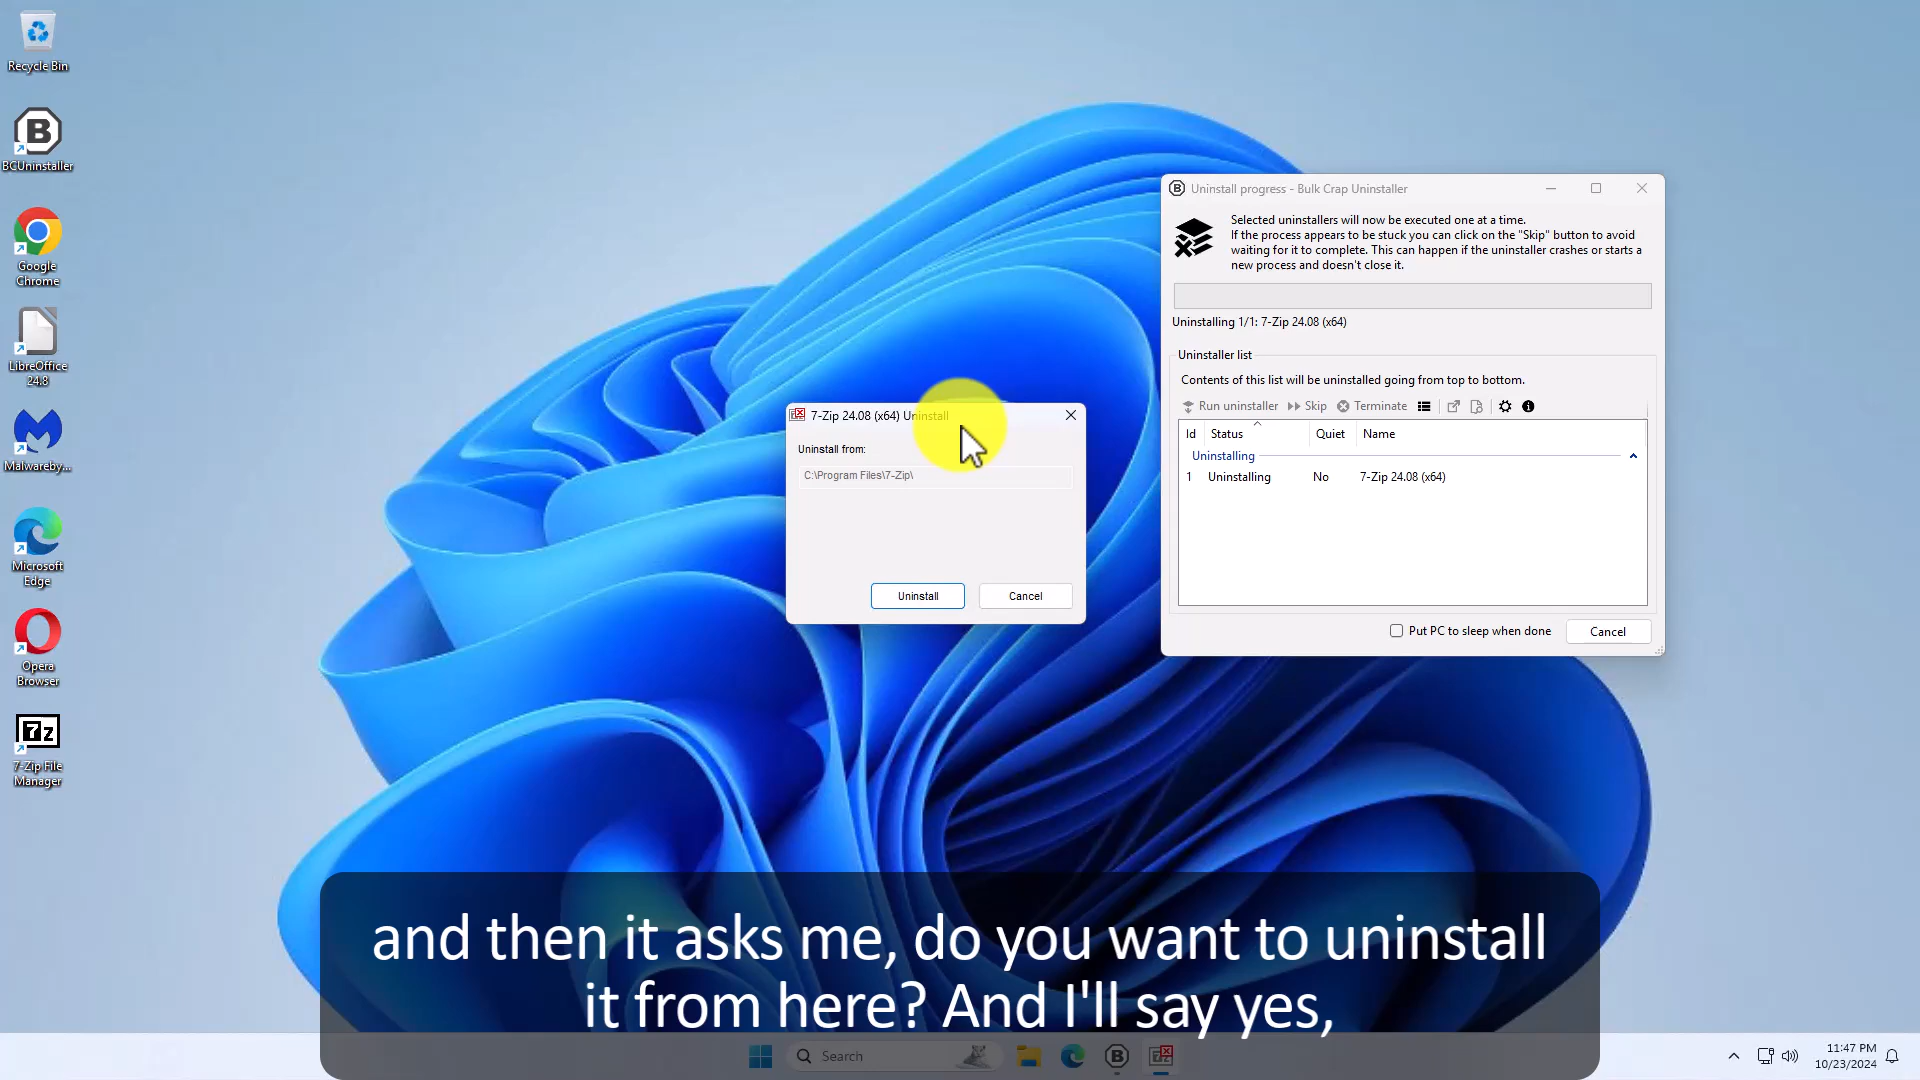 Recycle Bin
BCUninstaller
Google
Chrome
LibreOffice
24.8
Malwareby...
Microsoft
Edge
Opera
Browser
7-Zip File
Manager
7-Zip 24.08 (x64) Uninstall
Uninstall from:
C:\Program Files\7-Zip\
Uninstall
Cancel
Uninstall progress - Bulk Crap Uninstaller
Selected uninstallers will now be executed one at a time.
If the process appears to be stuck you can click on the "Skip" button to avoid
waiting for it to complete. This can happen if the uninstaller crashes or starts a
new process and doesn't close it.
Uninstalling 1/1: 7-Zip 24.08 (x64)
Uninstaller list
Contents of this list will be uninstalled going from top to bottom.
Run uninstaller Skip Terminate
Id Status Quiet Name
Uninstalling
1 Uninstalling No 7-Zip 24.08 (x64)
Put PC to sleep when done Cancel
and then it asks me, do you want to uninstall
it from here? And I'll say yes,
Search
11:47 PM
10/23/2024